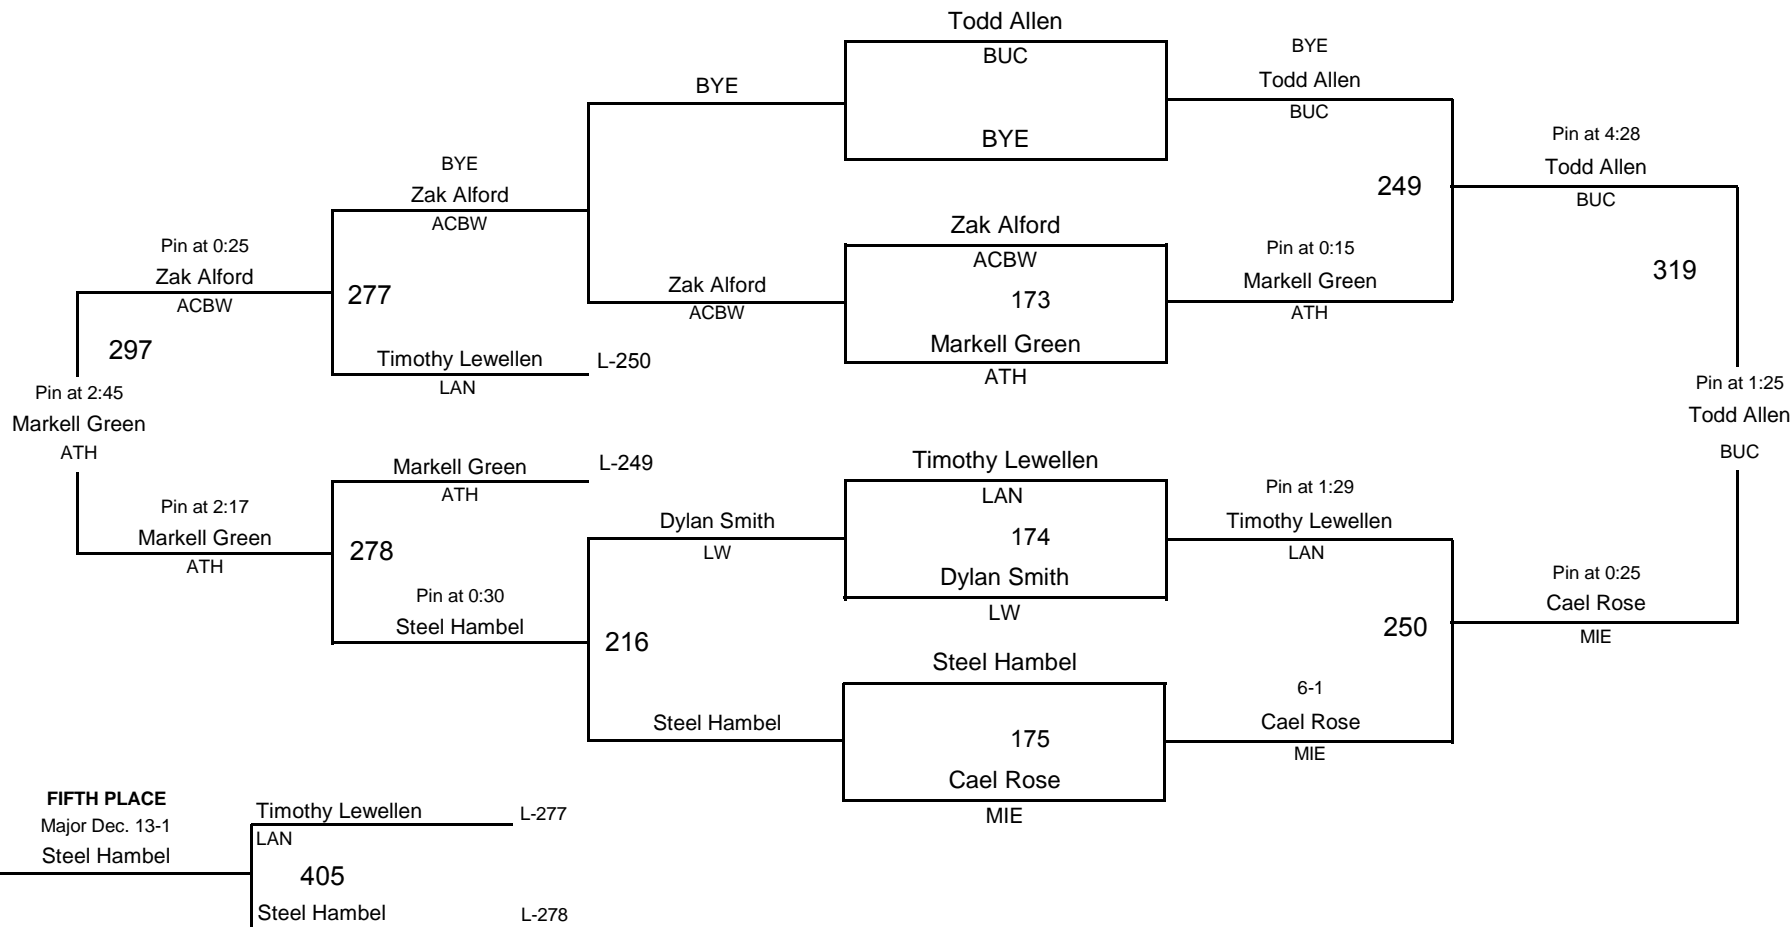 Todd Allen
BUC
BYE
BYE
Todd Allen
BUC
BYE
Pin at 4:28
Todd Allen
BUC
BYE
Zak Alford
ACBW
249
Zak Alford
ACBW
173
Markell Green
ATH
Pin at 0:15
Markell Green
ATH
Pin at 0:25
Zak Alford
ACBW
277
Zak Alford
ACBW
319
297
Timothy Lewellen
LAN
L-250
Pin at 2:45
Markell Green
ATH
Pin at 1:25
Todd Allen
BUC
Markell Green
ATH
L-249
Timothy Lewellen
LAN
174
Dylan Smith
LW
Pin at 1:29
Timothy Lewellen
LAN
Pin at 2:17
Markell Green
ATH
278
Dylan Smith
LW
Pin at 0:25
Cael Rose
MIE
Pin at 0:30
Steel Hambel
216
250
Steel Hambel
175
Cael Rose
MIE
6-1
Cael Rose
MIE
Steel Hambel
FIFTH PLACE
Major Dec. 13-1
Steel Hambel
Timothy Lewellen
LAN
L-277
405
Steel Hambel
L-278